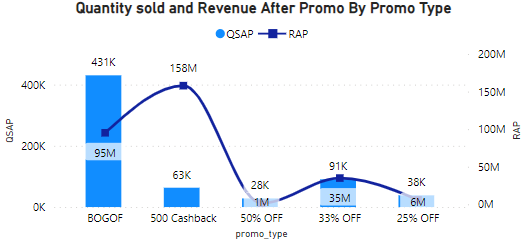 Quantity sold and Revenue After Promo By Promo Type
QSAP RAP
431K
158M
200M
400K
150M
QSAP
95M
91K
100M
RAP
200K
63K
28K
38K
50M
1M
35M
6M
0K
0M
BOGOF 500 Cashback 50% OFF 33% OFF 25% OFF
promo_type